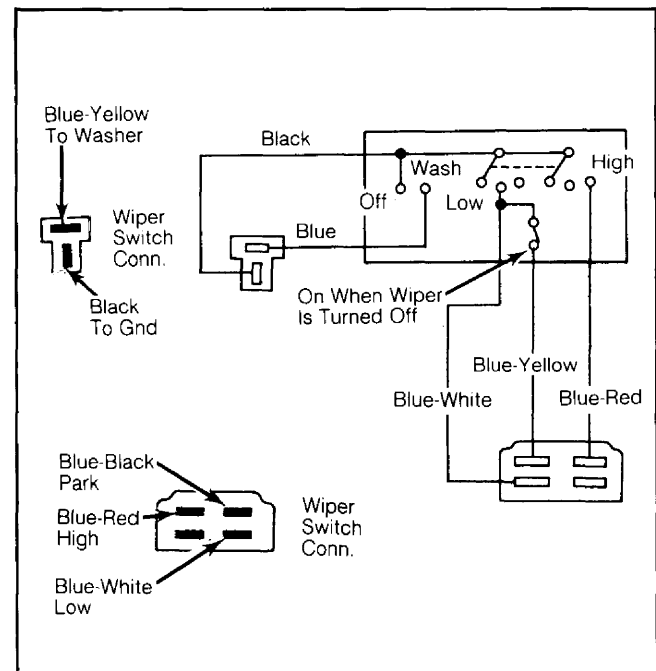 Blue-Yellow
To Washer
Black
Wash
High
Off
Low
Wiper
Switch
Conn.
Blue
Black
To Gnd
On When Wiper
Is Turned Off
Blue-Yellow
Blue-White
Blue-Red
Blue-Black
Park
Blue-Red
High
Wiper
Switch
Conn.
Blue-White
Low